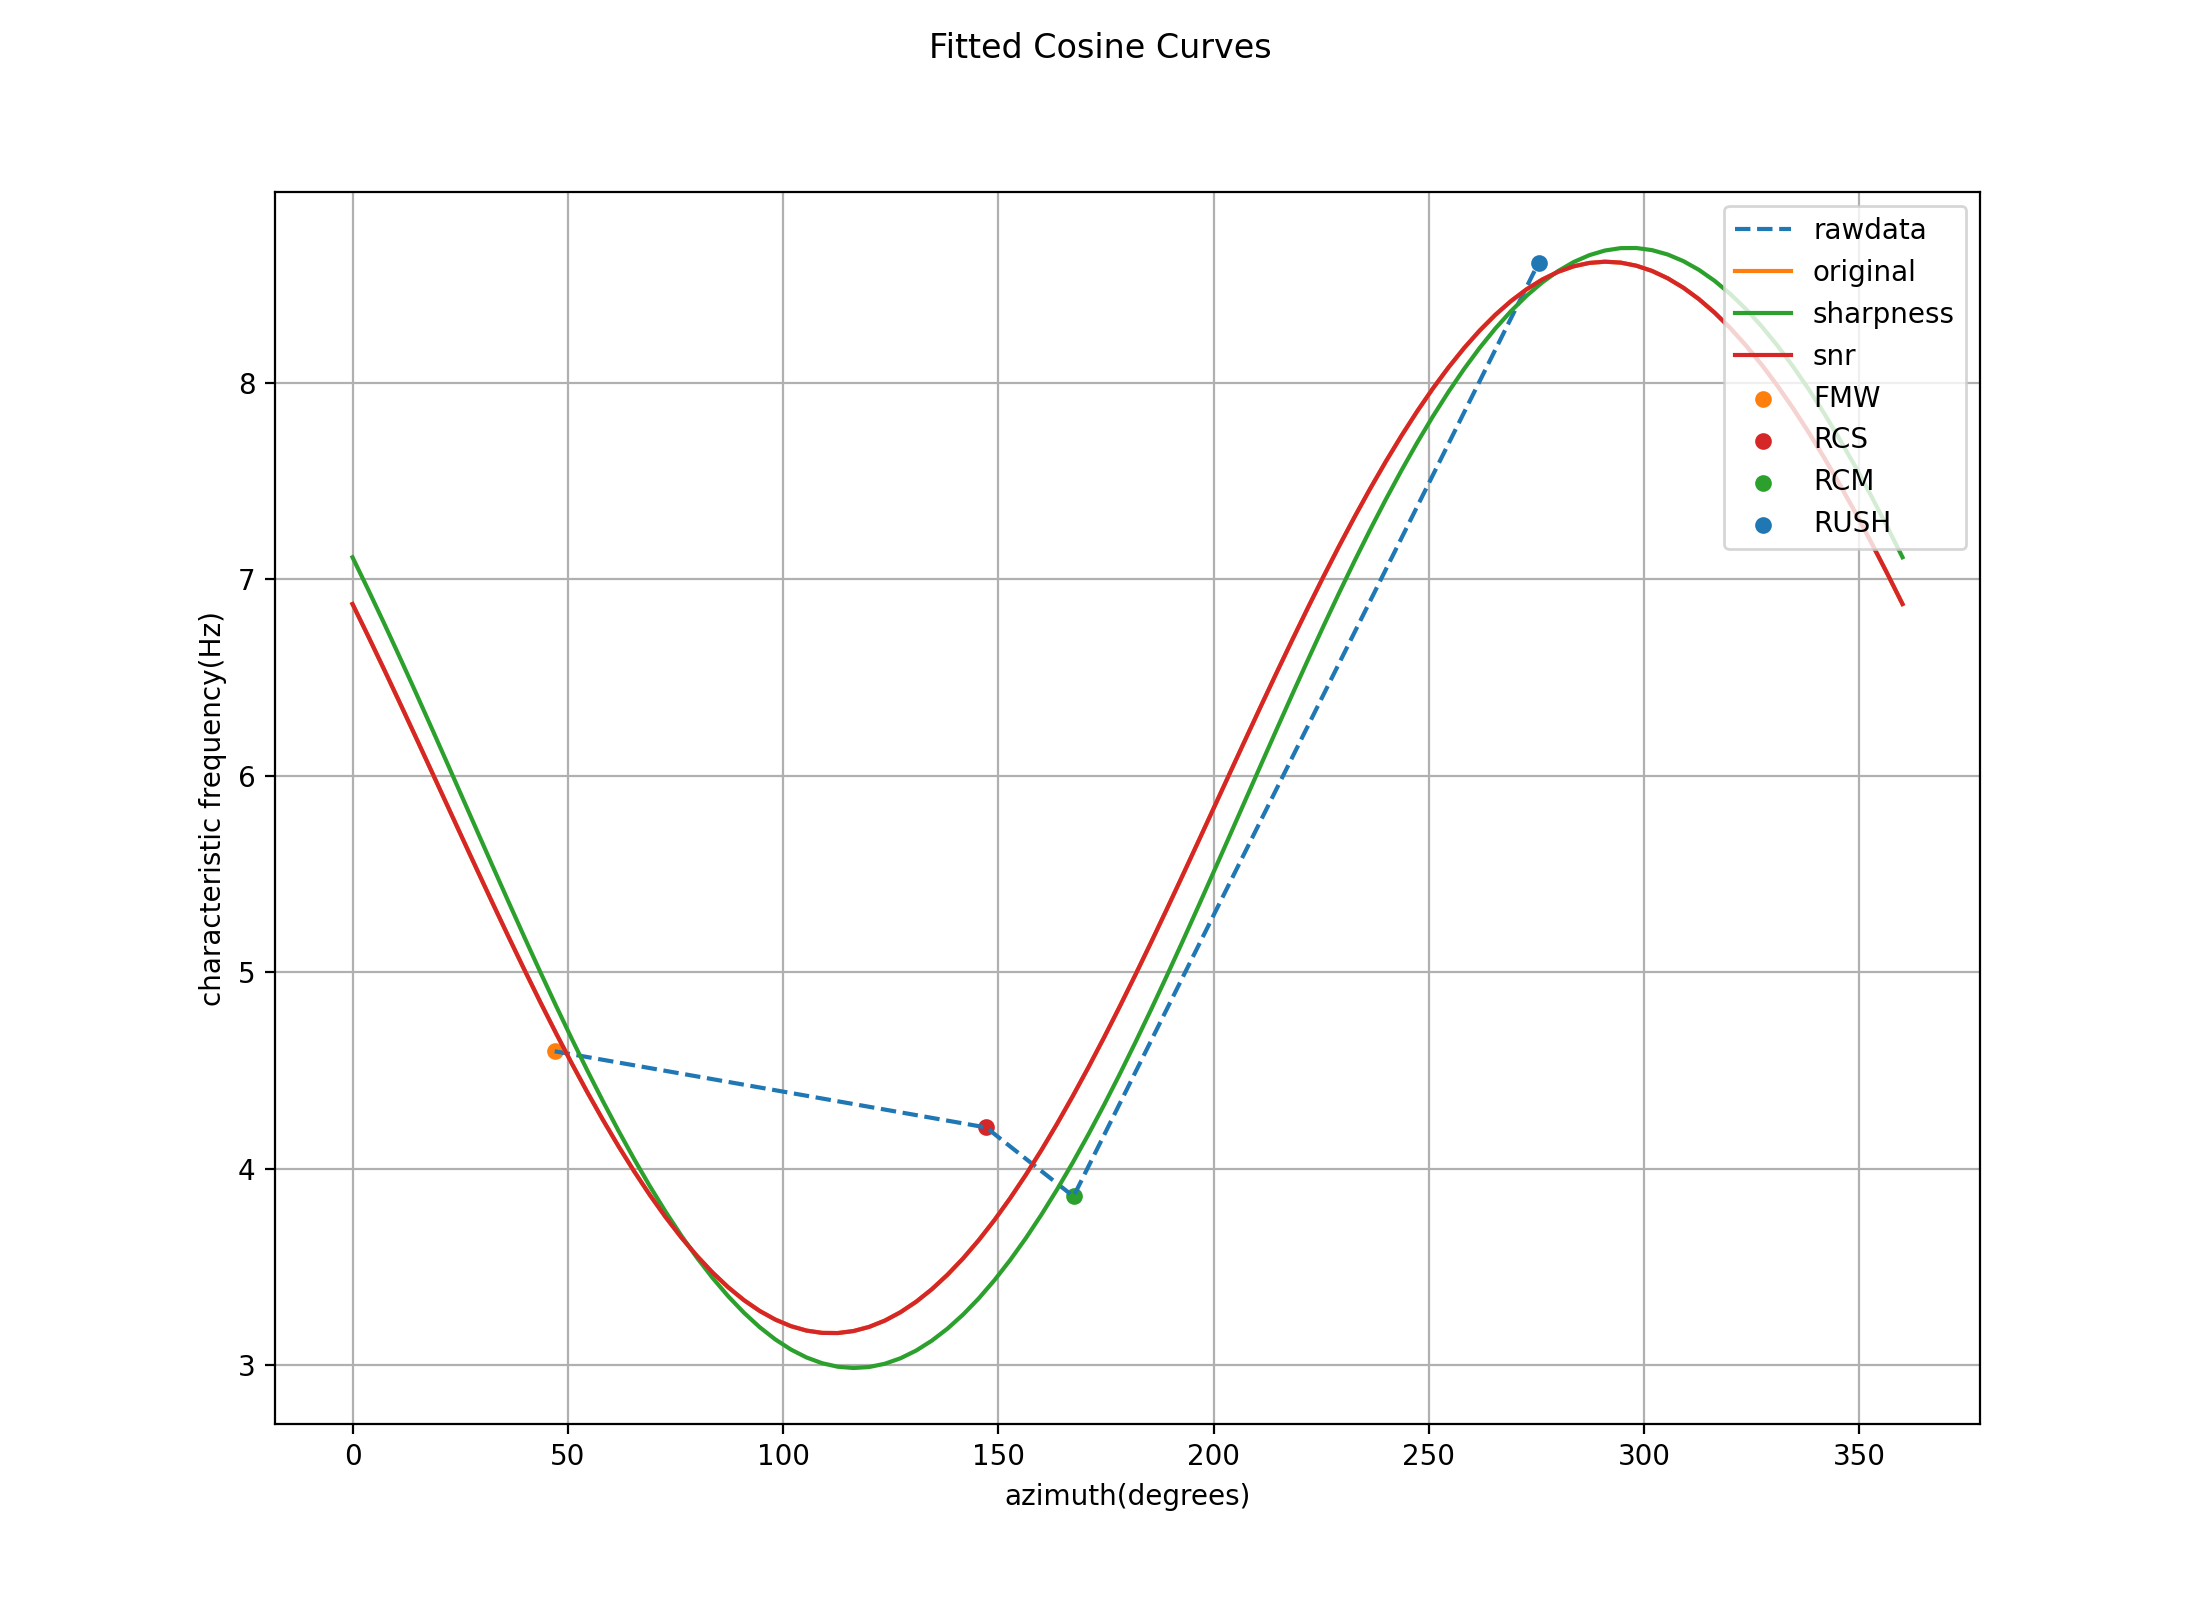 Fitted Cosine Curves
rawdata
original
sharpness
snr
FMW
RCS
RCM
RUSH
8
7
6
5
4
3
characteristic frequency(Hz)
0 50 100 150 200 250 300 350
azimuth(degrees)